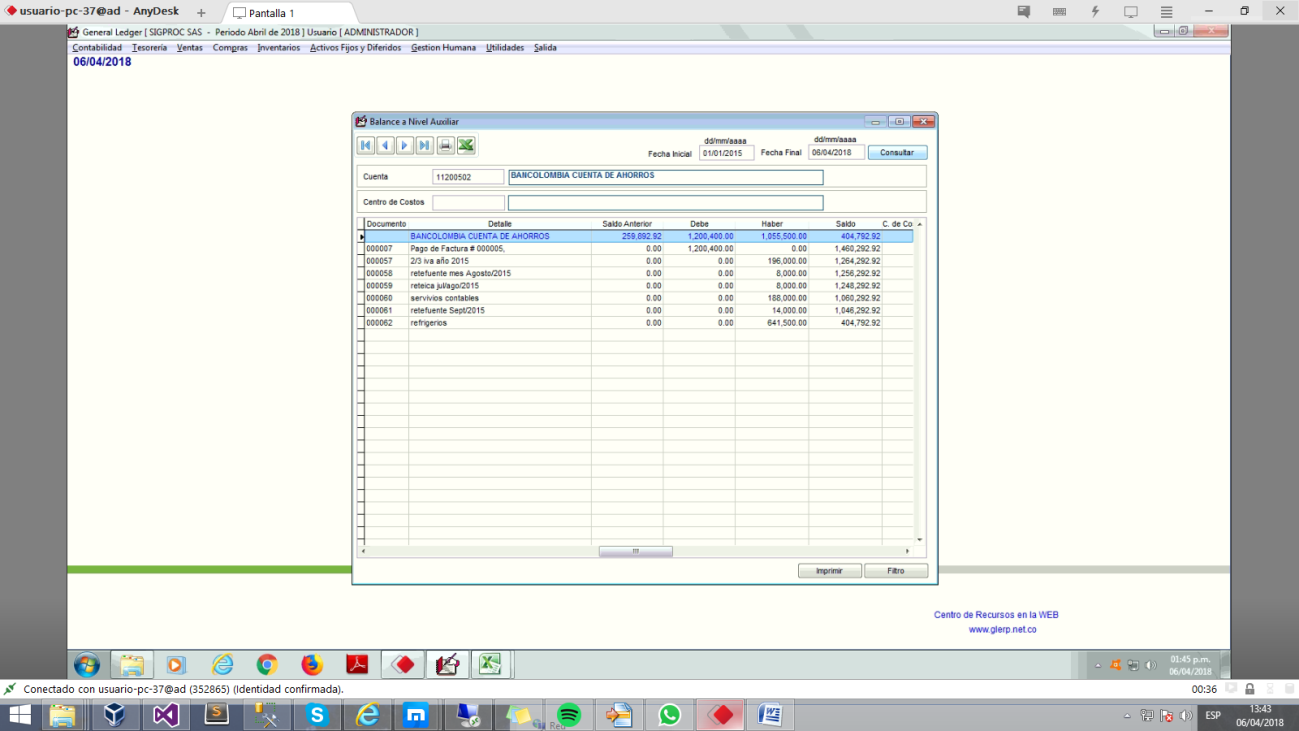 usuario-pc-37@ad - AnyDesk
+
Pantalla 1
General Ledger [ SIGPROC SAS - Periodo Abril de 2018 ] Usuario [ ADMINISTRADOR ]
Contabilidad Tesorería Ventas Compras Inventarios Activos Fijos y Diferidos Gestion Humana Utilidades Salida
06/04/2018
Balance a Nivel Auxiliar
dd/mm/aaaa dd/mm/aaaa
Fecha Inicial 01/01/2015 Fecha Final 06/04/2018 Consultar
Cuenta 11200502 BANCOLOMBIA CUENTA DE AHORROS
Centro de Costos
Documento Detalle Saldo Anterior Debe Haber Saldo C. de Co
BANCOLOMBIA CUENTA DE AHORROS 259,892.92 1,200,400.00 1,055,500.00 404,792.92
000007 Pago de Factura # 000005, 0.00 1,200,400.00 0.00 1,460,292.92
000057 2/3 iva año 2015 0.00 0.00 196,000.00 1,264,292.92
000058 retefuente mes Agosto/2015 0.00 0.00 8,000.00 1,256,292.92
000059 reteica jul/ago/2015 0.00 0.00 8,000.00 1,248,292.92
000060 servivios contables 0.00 0.00 188,000.00 1,060,292.92
000061 retefuente Sept/2015 0.00 0.00 14,000.00 1,046,292.92
000062 refrigerios 0.00 0.00 641,500.00 404,792.92
Imprimir Filtro
Centro de Recursos en la WEB
www.glerp.net.co
01:45 p.m.
06/04/2018
Conectado con usuario-pc-37@ad (352865) (Identidad confirmada).
00:36
Red
ESP
13:43
06/04/2018